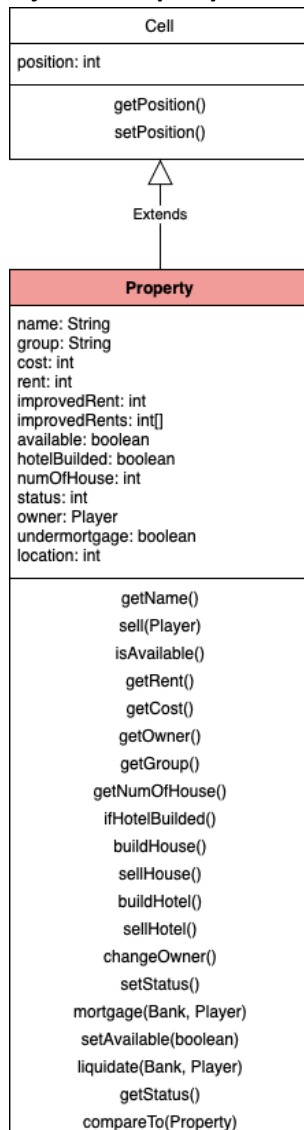 Cell
position: int
getPosition()
setPosition()
Extends
Property
name: String
group: String
cost: int
rent: int
improvedRent: int
improvedRents: int[]
available: boolean
hotelBuilded: boolean
numOfHouse: int
status: int
owner: Player
undermortgage: boolean
location: int
getName()
sell(Player)
isAvailable()
getRent()
getCost()
getOwner()
getGroup()
getNumOfHouse()
ifHotelBuilded()
buildHouse()
sellHouse()
buildHotel()
sellHotel()
changeOwner()
setStatus()
mortgage(Bank, Player)
setAvailable(boolean)
liquidate(Bank, Player)
getStatus()
compareTo(Property)